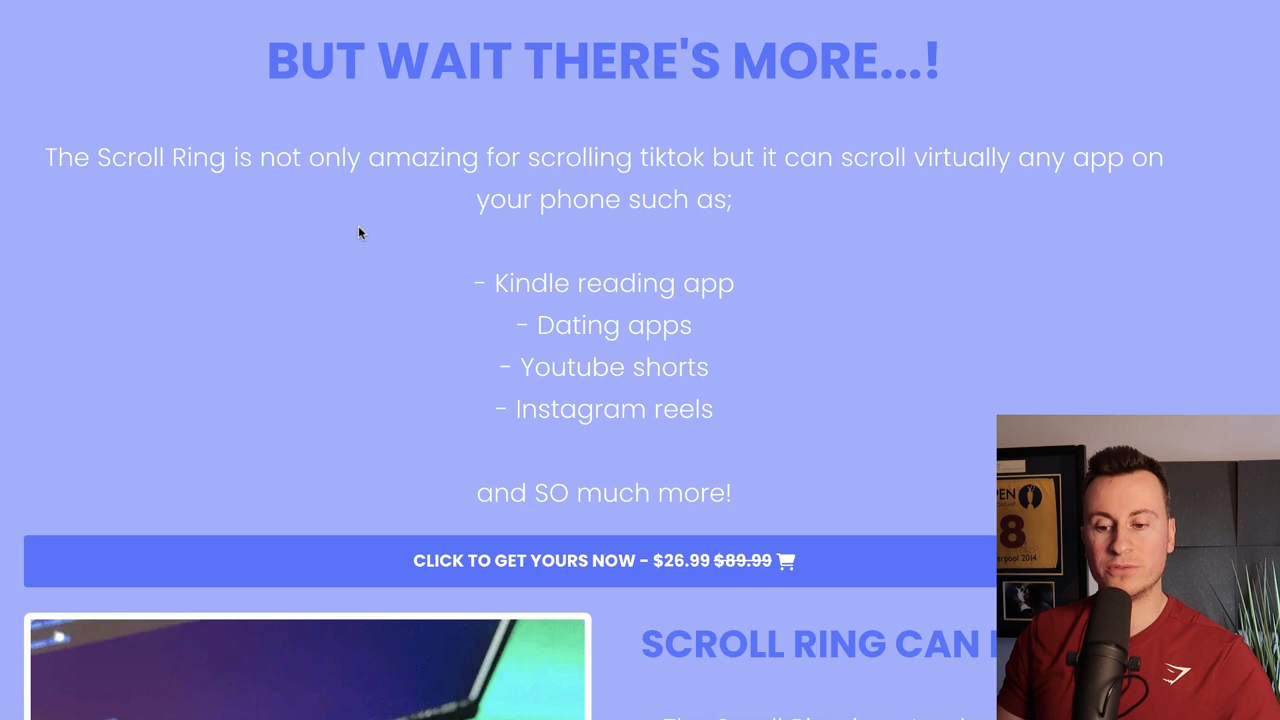 BUT WAIT THERE'S MORE...!
The Scroll Ring is not only amazing for scrolling tiktok but it can scroll virtually any app on
your phone such as;
- Kindle reading app
- Dating apps
- Youtube shorts
- Instagram reels
and SO much more!
CLICK TO GET YOURS NOW - $26.99 $89.99
SCROLL RING CAN
8